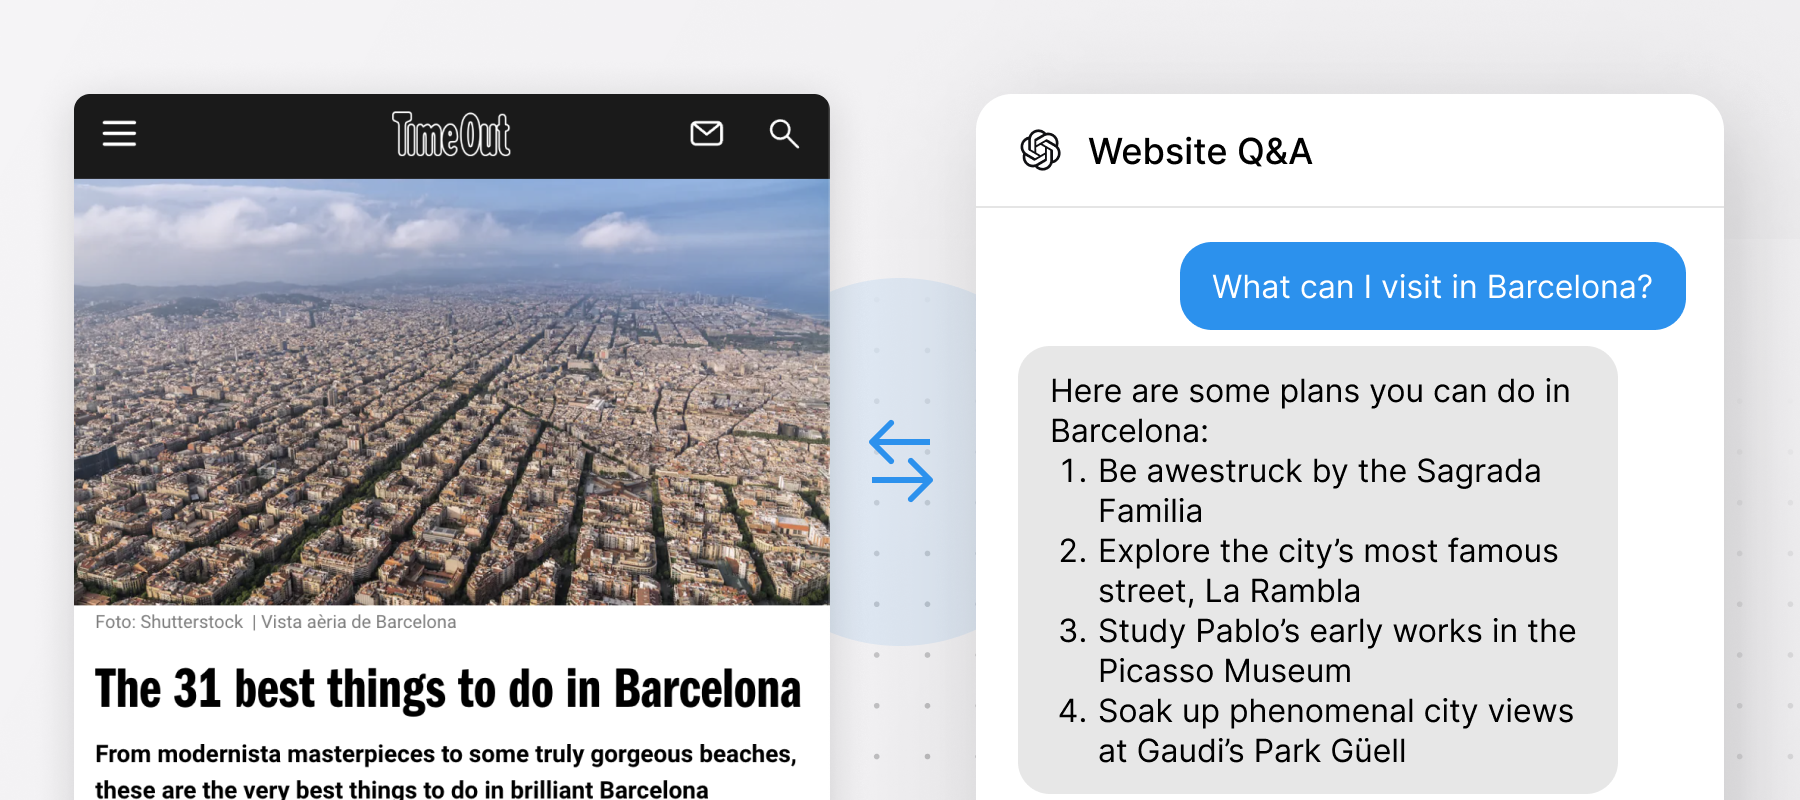 TimeOut
Foto: Shutterstock | Vista aèria de Barcelona
The 31 best things to do in Barcelona
From modernista masterpieces to some truly gorgeous beaches,
these are the very best things to do in brilliant Barcelona
Website Q&A
What can I visit in Barcelona?
Here are some plans you can do in
Barcelona:
1. Be awestruck by the Sagrada
Familia
2. Explore the city’s most famous
street, La Rambla
3. Study Pablo’s early works in the
Picasso Museum
4. Soak up phenomenal city views
at Gaudi’s Park Güell